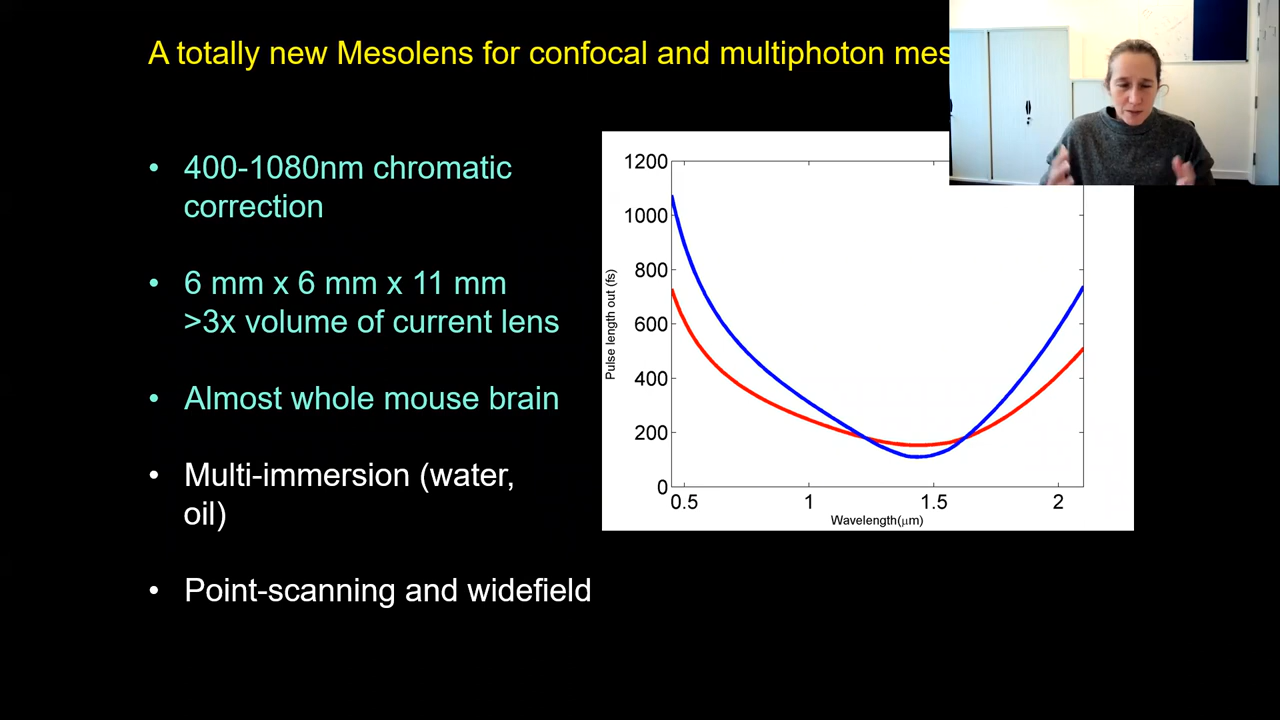 A totally new Mesolens for confocal and multiphoton
• 400-1080nm chromatic
correction
• 6 mm x 6 mm x 11 mm
>3x volume of current lens
• Almost whole mouse brain
• Multi-immersion (water,
oil)
• Point-scanning and widefield
1200
1000
800
600
400
200
0
Pulse length out (fs)
0.5 1 1.5 2
Wavelength(μm)